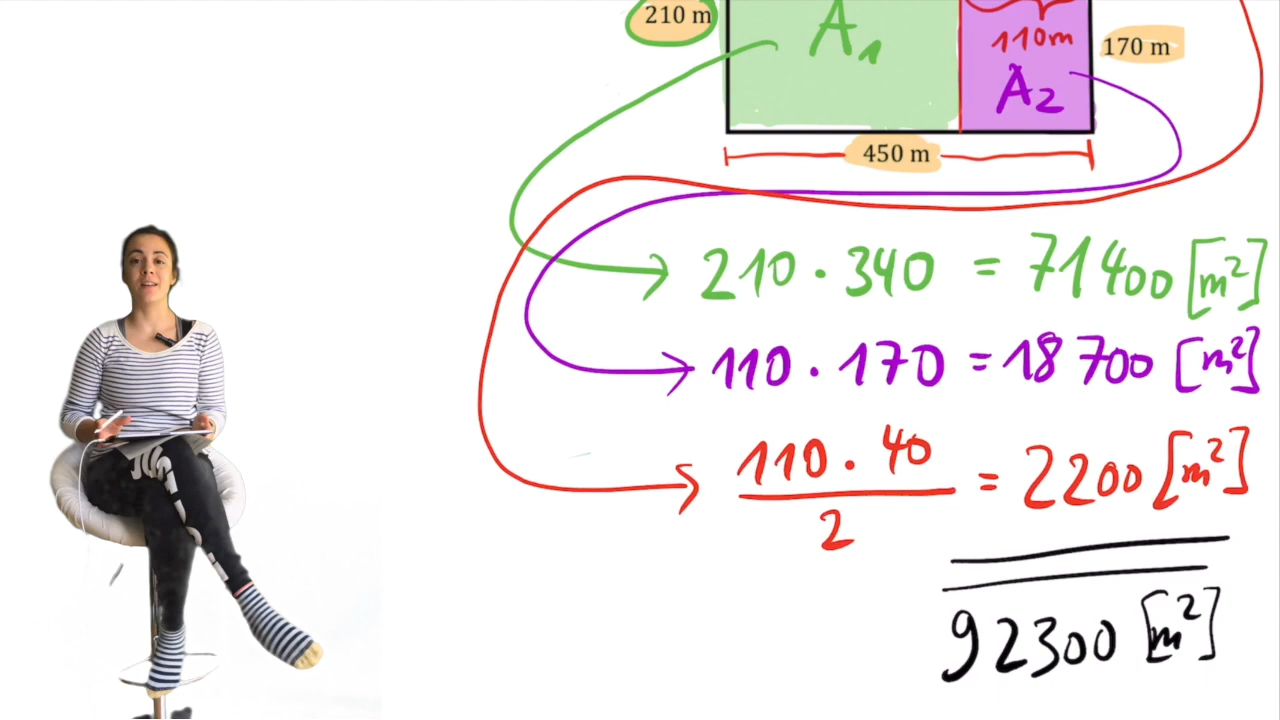 210 m
A1
110m
170 m
A2
450 m
210 · 340 = 71400 [m²]
110 · 170 = 18700 [m²]
110 · 40
2
= 2200 [m²]
92300 [m²]